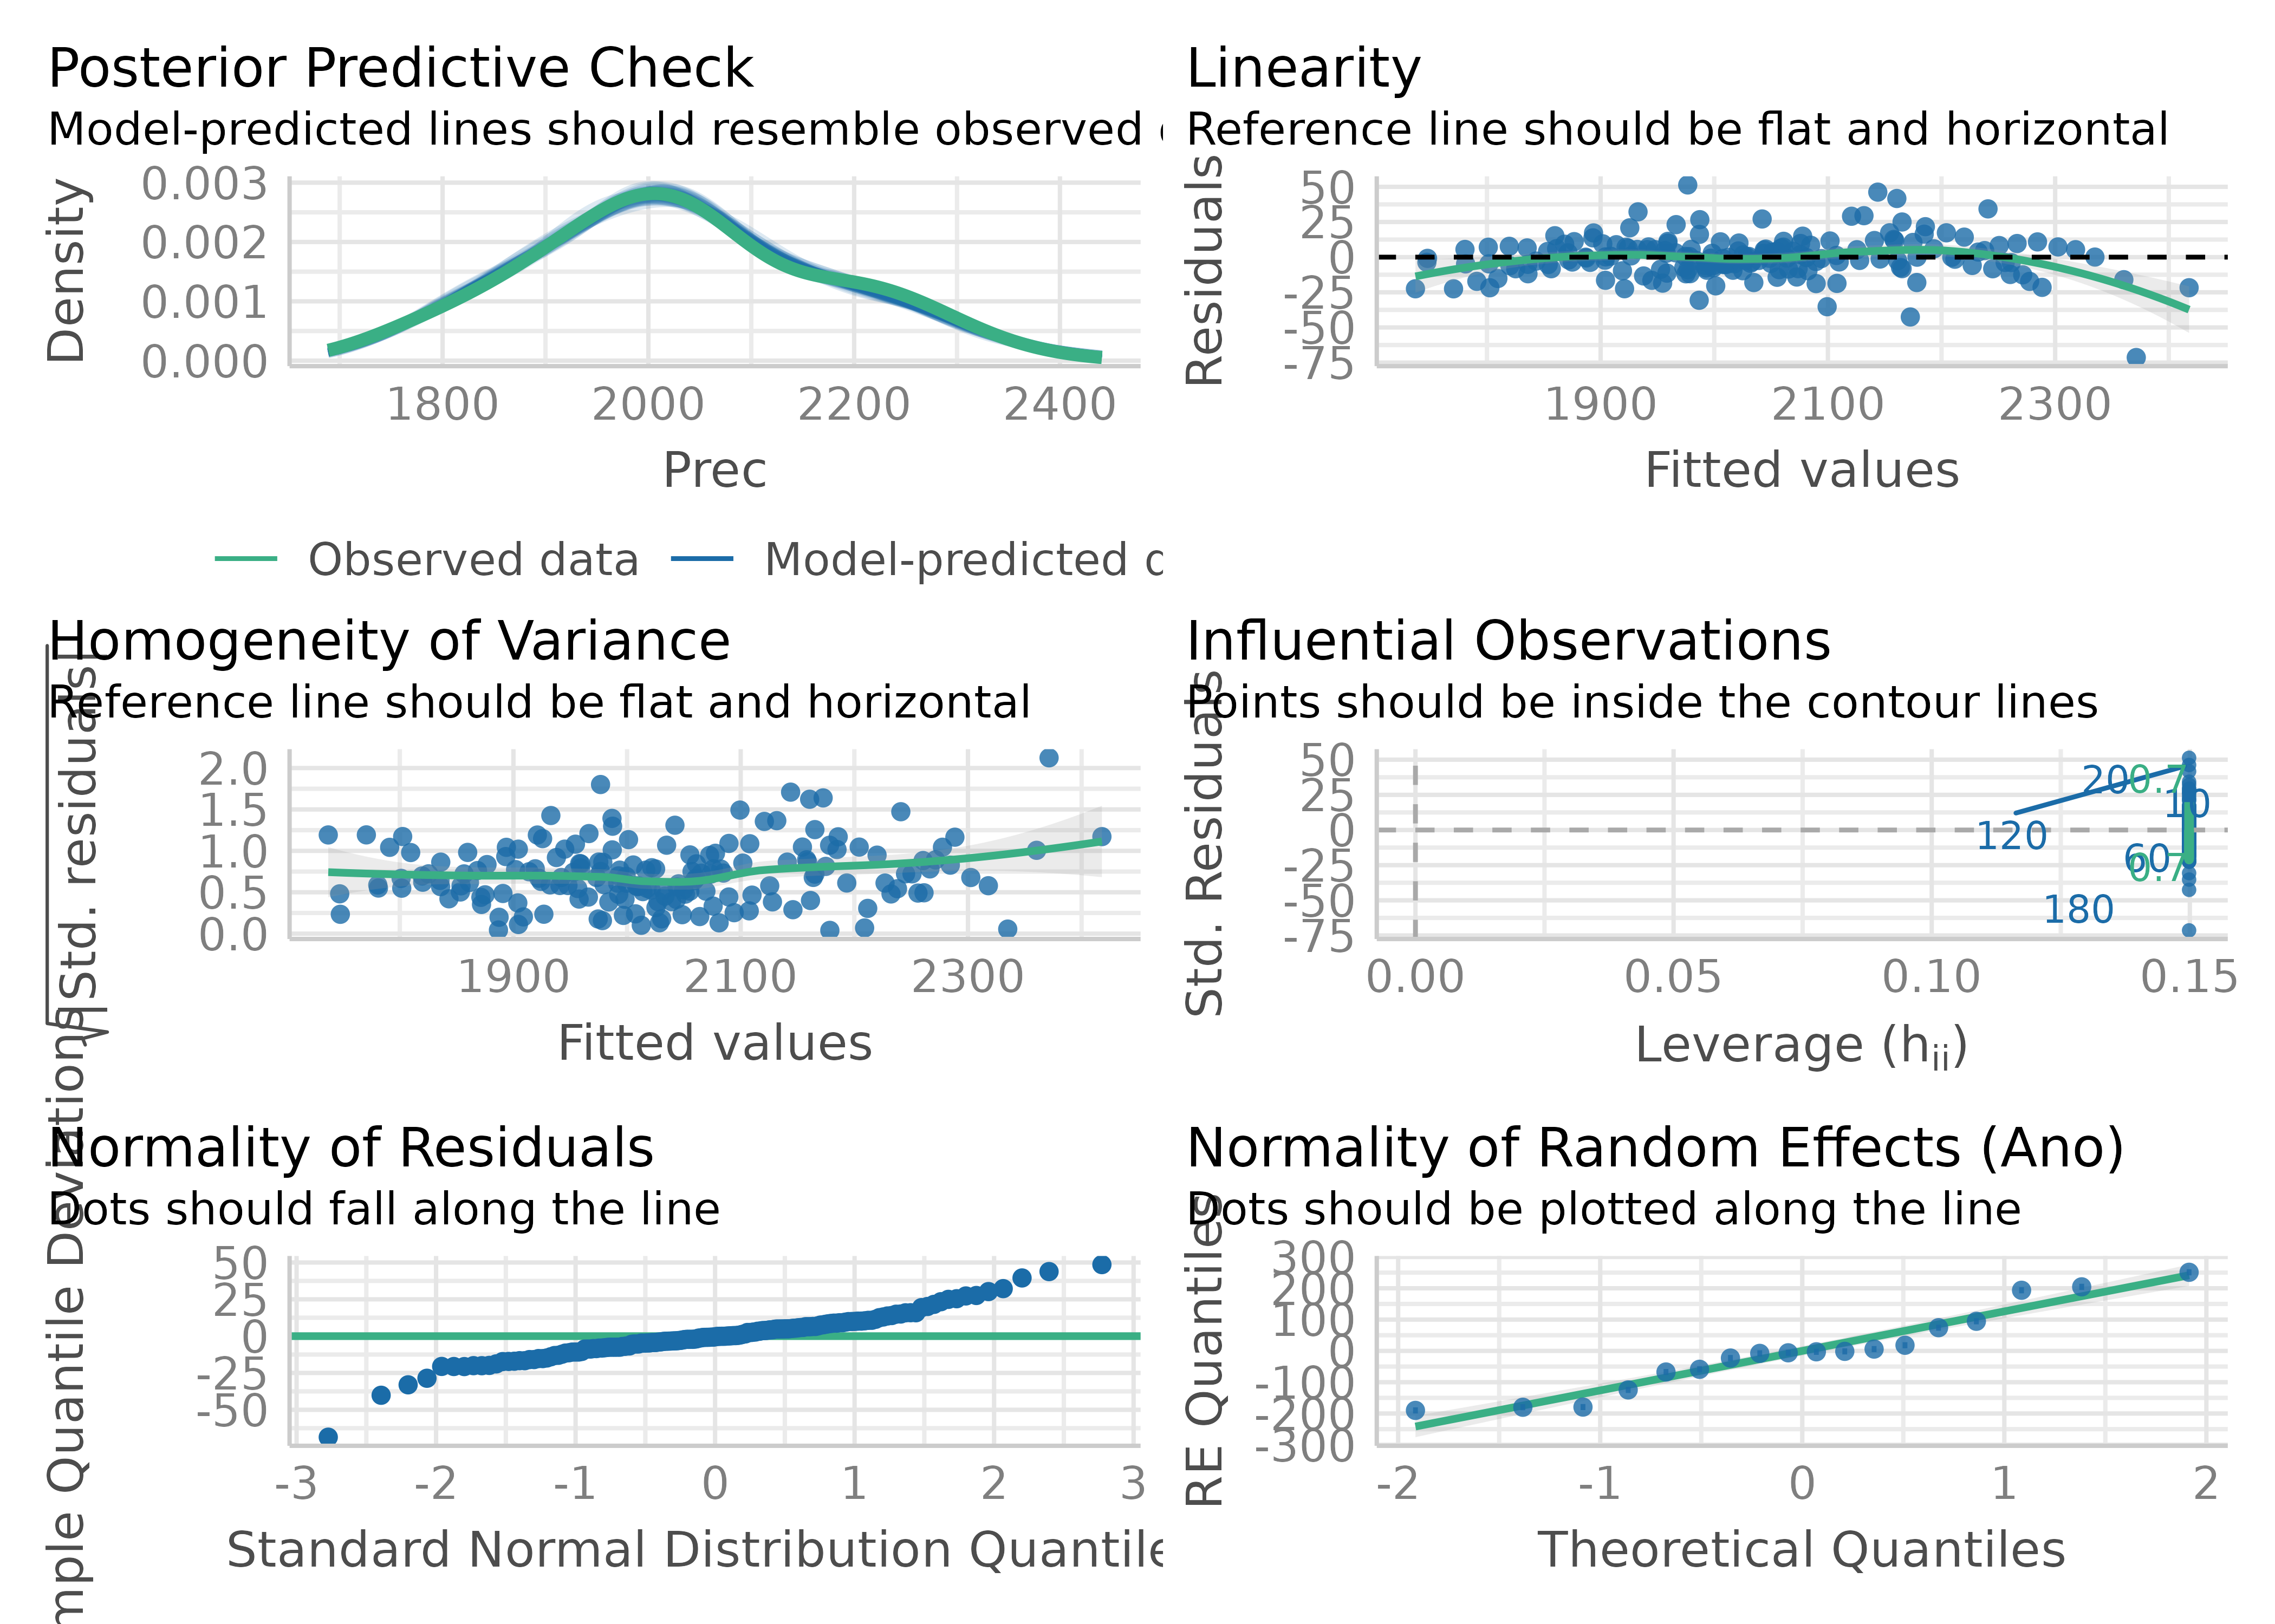 Posterior Predictive Check
Model-predicted lines should resemble observed
Density
0.003
0.002
0.001
0.000
1800 2000 2200 2400
Prec
Observed data Model-predicted
Linearity
Reference line should be flat and horizontal
Residuals
50
25
0
-25
-50
-75
1900 2100 2300
Fitted values
Homogeneity of Variance
Reference line should be flat and horizontal
√|Std. residuals|
2.0
1.5
1.0
0.5
0.0
1900 2100 2300
Fitted values
Influential Observations
Points should be inside the contour lines
Std. Residuals
50
25
0
-25
-50
-75
20
0.7
10
120
60
0.7
180
0.00 0.05 0.10 0.15
Leverage (hii)
Normality of Residuals
Dots should fall along the line
mple Quantile Deviations
50
25
0
-25
-50
-3 -2 -1 0 1 2 3
Standard Normal Distribution Quantile
Normality of Random Effects (Ano)
Dots should be plotted along the line
RE Quantiles
300
200
100
0
-100
-200
-300
-2 -1 0 1 2
Theoretical Quantiles